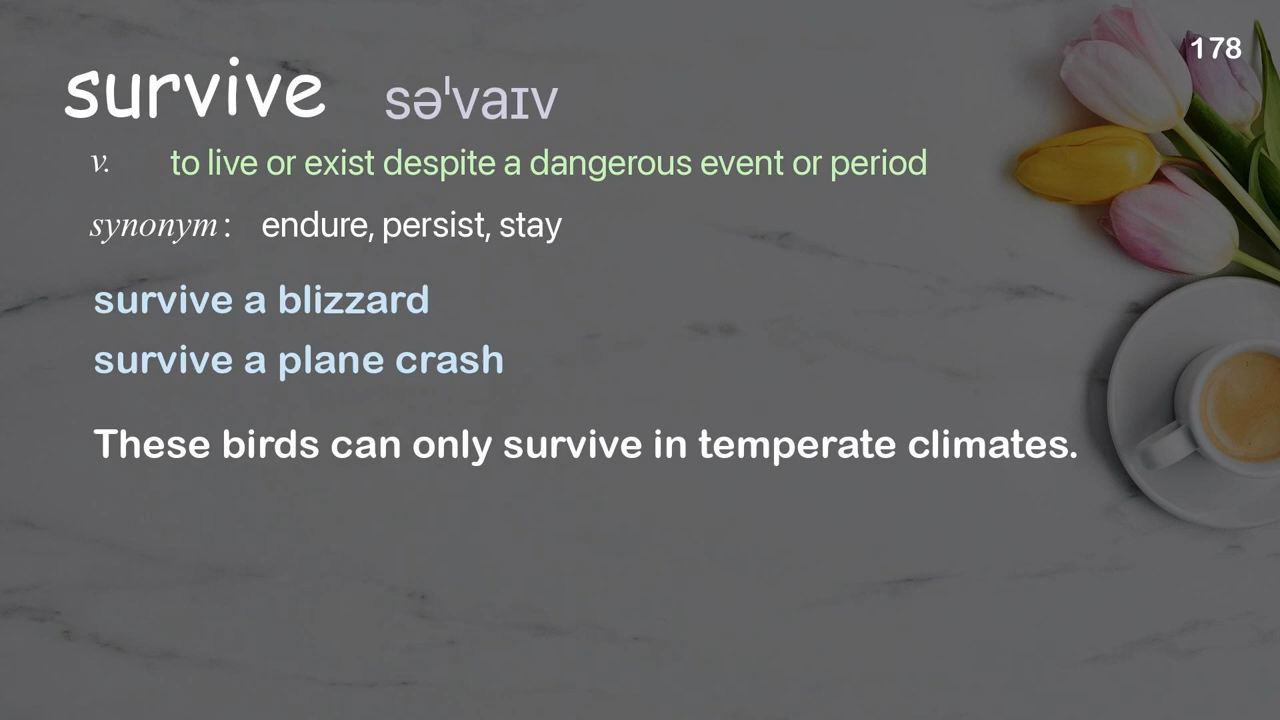 178
survive səˈvaɪv
v. to live or exist despite a dangerous event or period
synonym : endure, persist, stay
survive a blizzard
survive a plane crash
These birds can only survive in temperate climates.